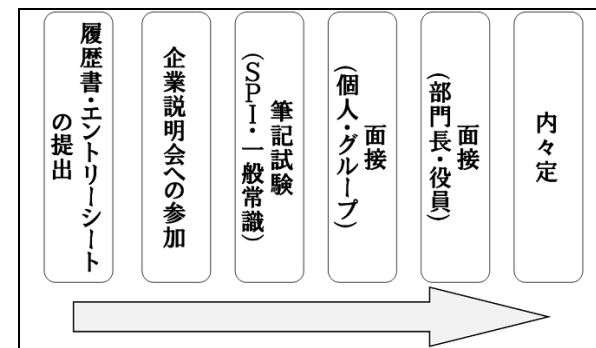 履歴書・エントリーシート
の提出
企業説明会への参加
筆記試験
(SPI・一般常識)
面接
(個人・グループ)
面接
(部門長・役員)
内々定